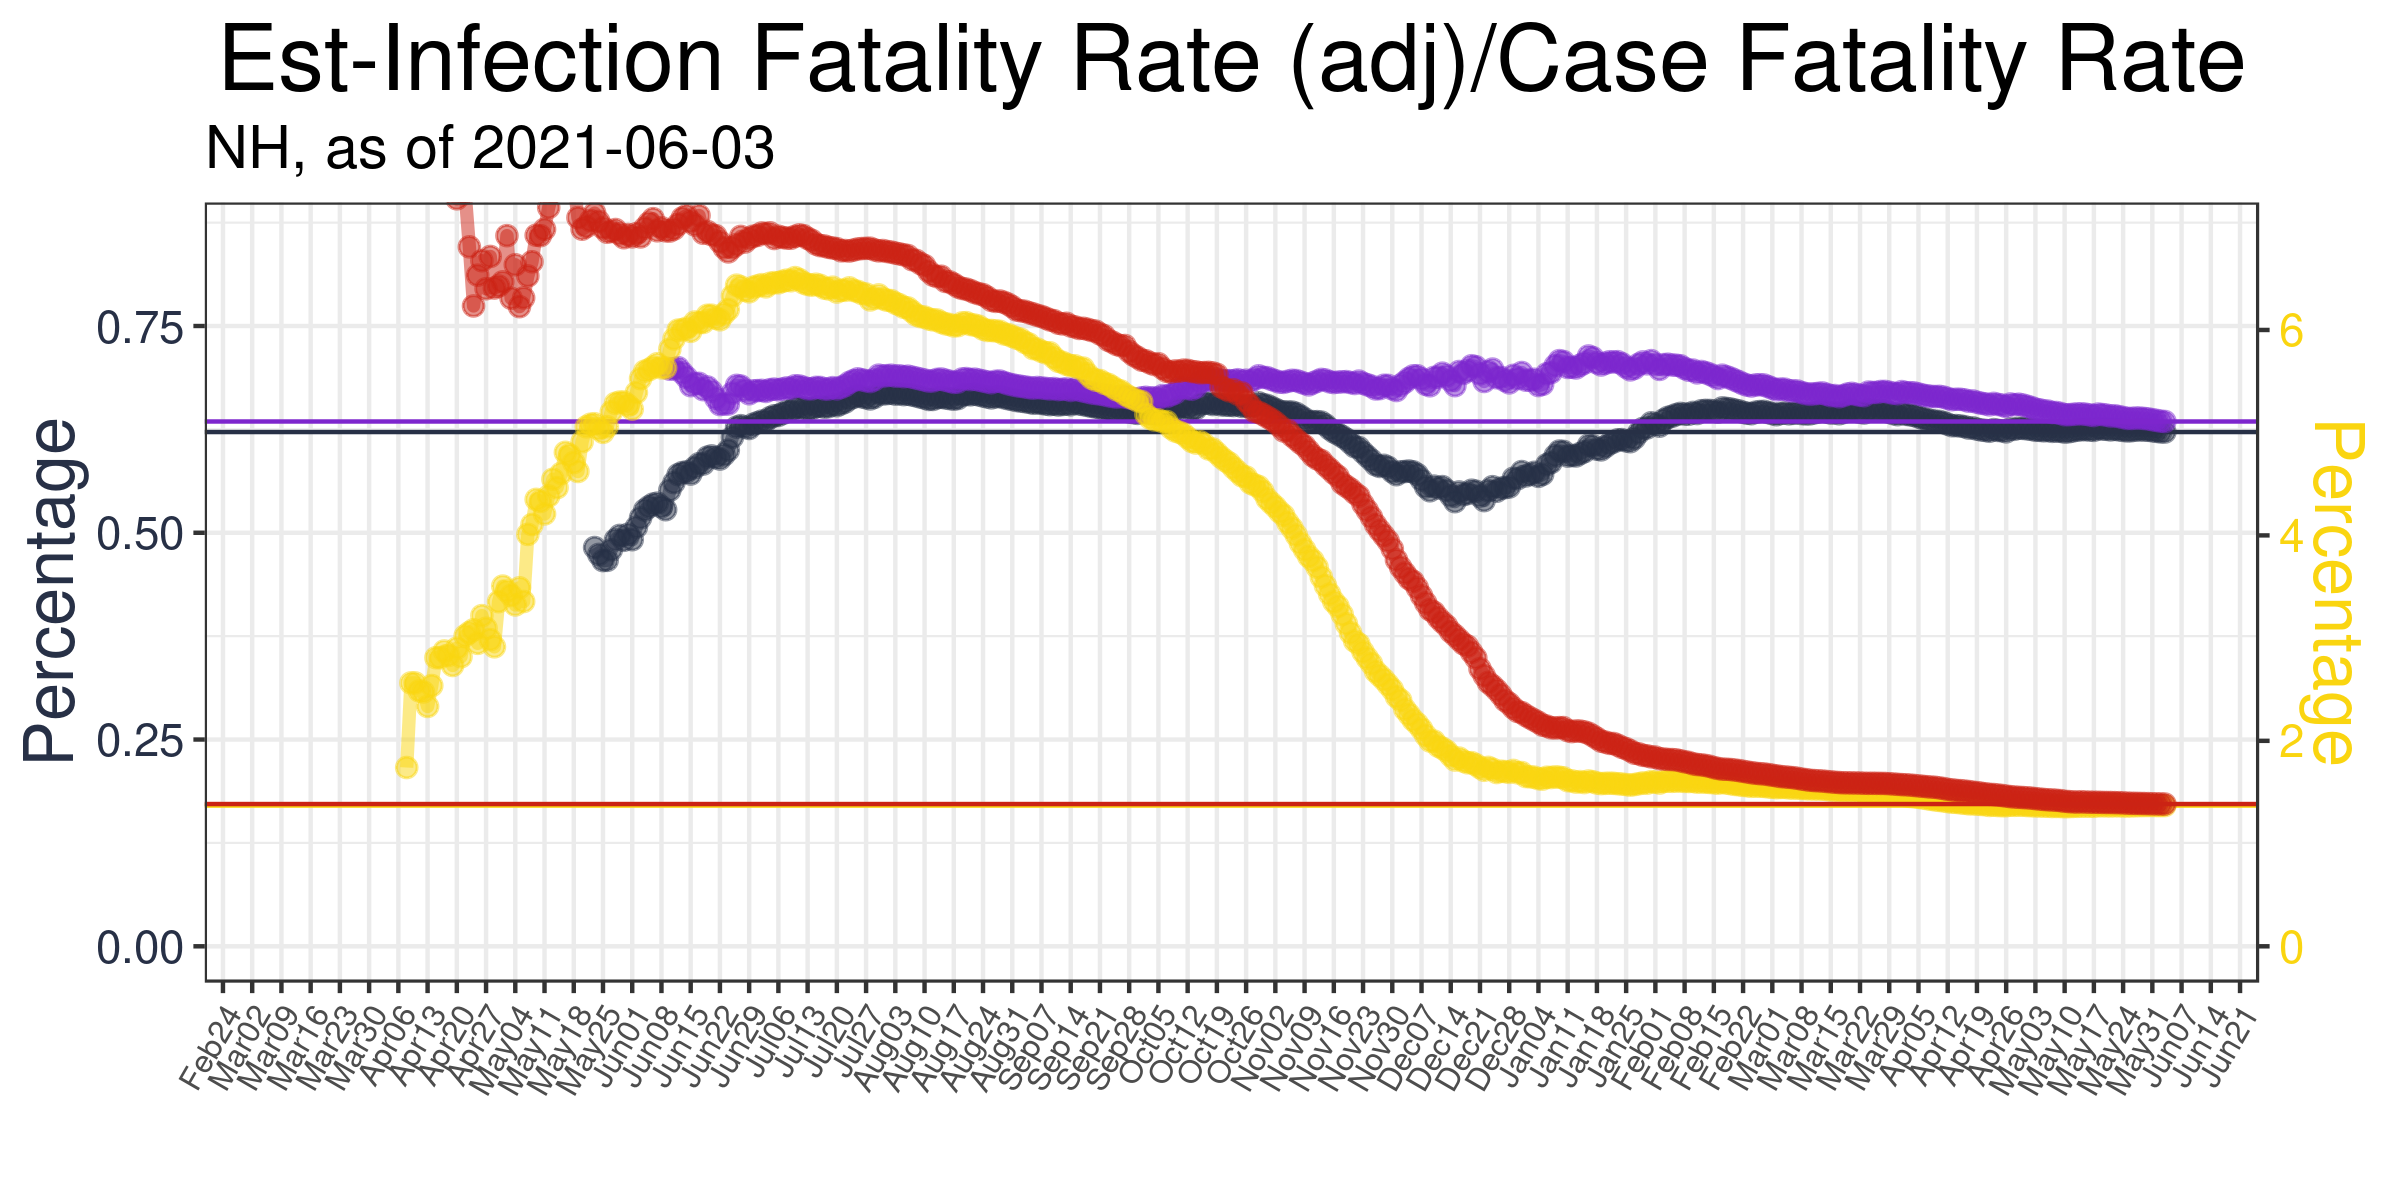 Est-Infection Fatality Rate (adj)/Case Fatality Rate
NH, as of 2021-06-03
Percentage
0.75
0.50
0.25
0.00
6
4
2
0
Percentage
Feb24
Mar02
Mar09
Mar16
Mar23
Mar30
Apr06
Apr13
Apr20
Apr27
May04
May11
May18
May25
Jun01
Jun08
Jun15
Jun22
Jun29
Jul06
Jul13
Jul20
Jul27
Aug03
Aug10
Aug17
Aug24
Aug31
Sep07
Sep14
Sep21
Sep28
Oct05
Oct12
Oct19
Oct26
Nov02
Nov09
Nov16
Nov23
Nov30
Dec07
Dec14
Dec21
Dec28
Jan04
Jan11
Jan18
Jan25
Feb01
Feb08
Feb15
Feb22
Mar01
Mar08
Mar15
Mar22
Mar29
Apr05
Apr12
Apr19
Apr26
May03
May10
May17
May24
May31
Jun07
Jun14
Jun21